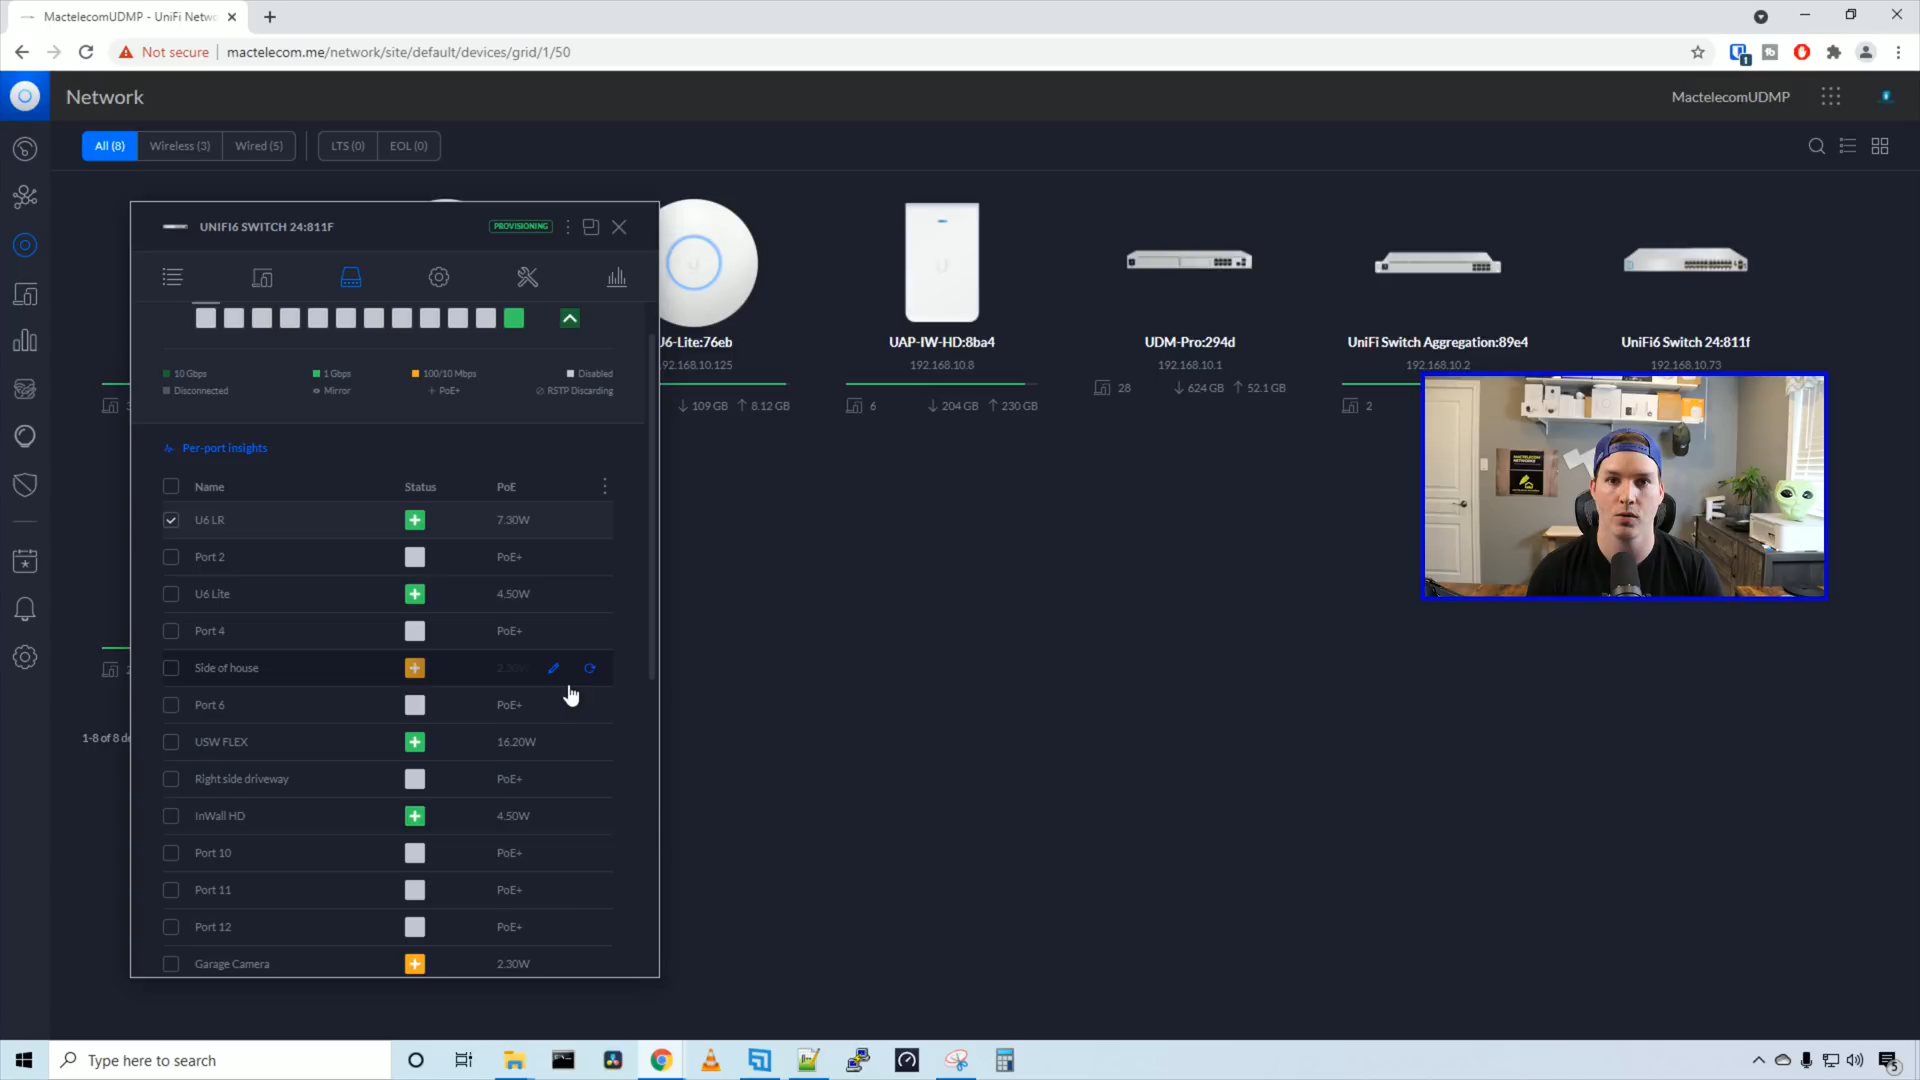 MactelecomUDMP - UniFi Netwo
Not secure
mactelecom.me/network/site/default/devices/grid/1/50
1
Network
MactelecomUDMP
All (8)
Wireless (3)
Wired (5)
LTS (0)
EOL (0)
UNIFI6 SWITCH 24:811F
PROVISIONING
10 Gbps
1 Gbps
100/10 Mbps
Disabled
Disconnected
Mirror
PoE+
RSTP Discarding
Per-port insights
Name
Status
PoE
U6 LR
7.30W
Port 2
PoE+
U6 Lite
4.50W
Port 4
PoE+
Side of house
2.30W
Port 6
PoE+
USW FLEX
16.20W
Right side driveway
PoE+
InWall HD
4.50W
Port 10
PoE+
Port 11
PoE+
Port 12
PoE+
Garage Camera
2.30W
J6-Lite:76eb
92.168.10.125
109 GB
8.12 GB
UAP-IW-HD:8ba4
192.168.10.8
6
204 GB
230 GB
UDM-Pro:294d
192.168.10.1
28
624 GB
52.1 GB
UniFi Switch Aggregation:89e4
192.168.10.2
2
UniFi6 Switch 24:811f
192.168.10.73
1-8 of 8 de
MACTELECOM
NETWORKS
Type here to search
5